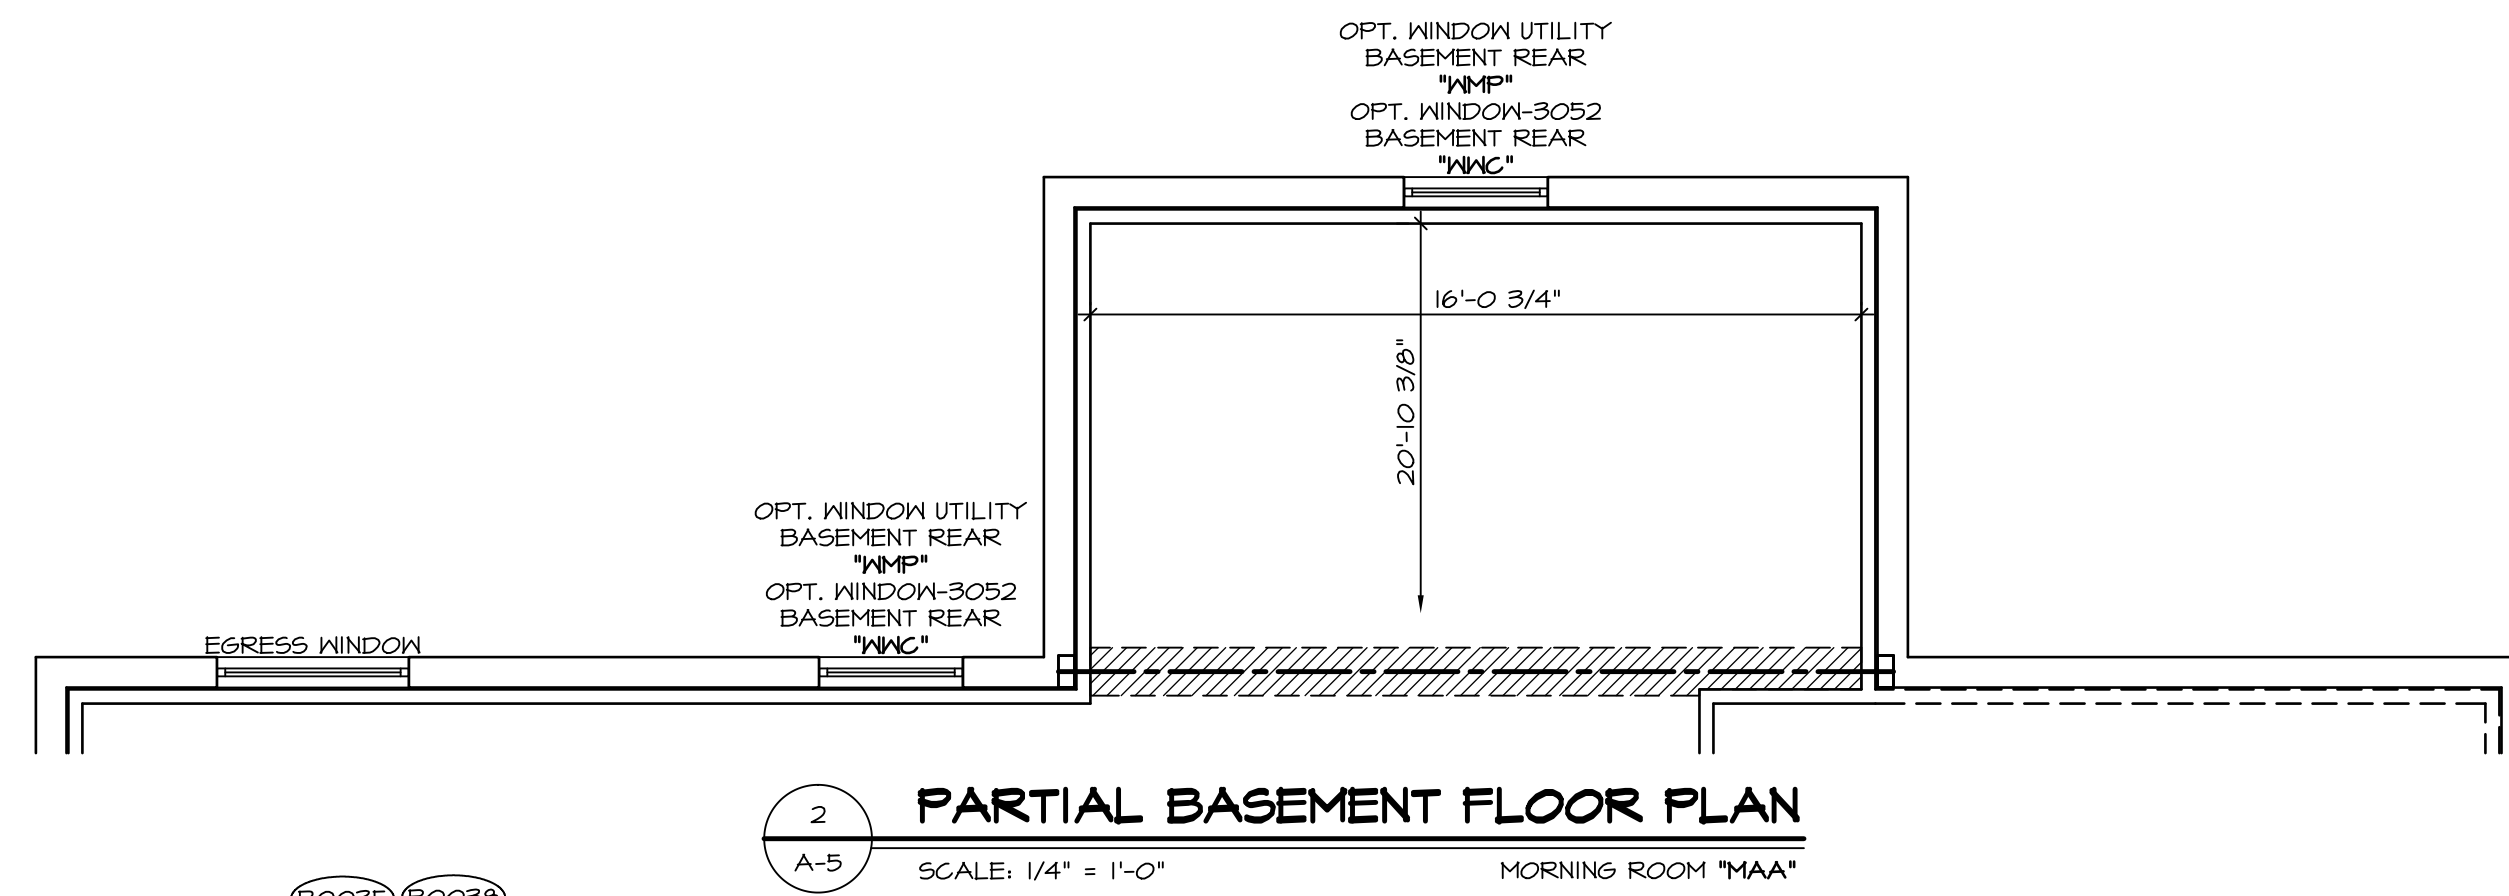 OPT. WINDOW UTILITY
BASEMENT REAR
"WMP"
OPT. WINDOW-3052
BASEMENT REAR
"WWC"
16'-0 3/4"
20'-10 3/8"
OPT. WINDOW UTILITY
BASEMENT REAR
"WMP"
OPT. WINDOW-3052
BASEMENT REAR
"WWC"
EGRESS WINDOW
2
A-5
PARTIAL BASEMENT FLOOR PLAN
SCALE: 1/4" = 1'-0"
MORNING ROOM "MAA"